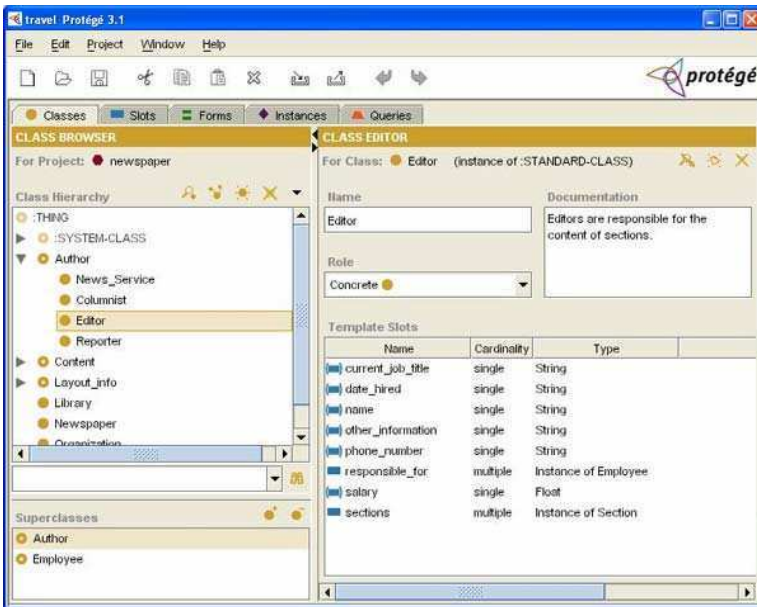 travel Protégé 3.1
File Edit Project Window Help
protégé
Classes Slots Forms Instances Queries
CLASS BROWSER
For Project: newspaper
Class Hierarchy
:THING
:SYSTEM-CLASS
Author
News_Service
Columnist
Editor
Reporter
Content
Layout_info
Library
Newspaper
Organization
Superclasses
Author
Employee
CLASS EDITOR
For Class: Editor (instance of :STANDARD-CLASS)
Name
Editor
Documentation
Editors are responsible for the
content of sections.
Role
Concrete
Template Slots
Name Cardinality Type
current_job_title single String
date_hired single String
name single String
other_information single String
phone_number single String
responsible_for multiple Instance of Employee
salary single Float
sections multiple Instance of Section